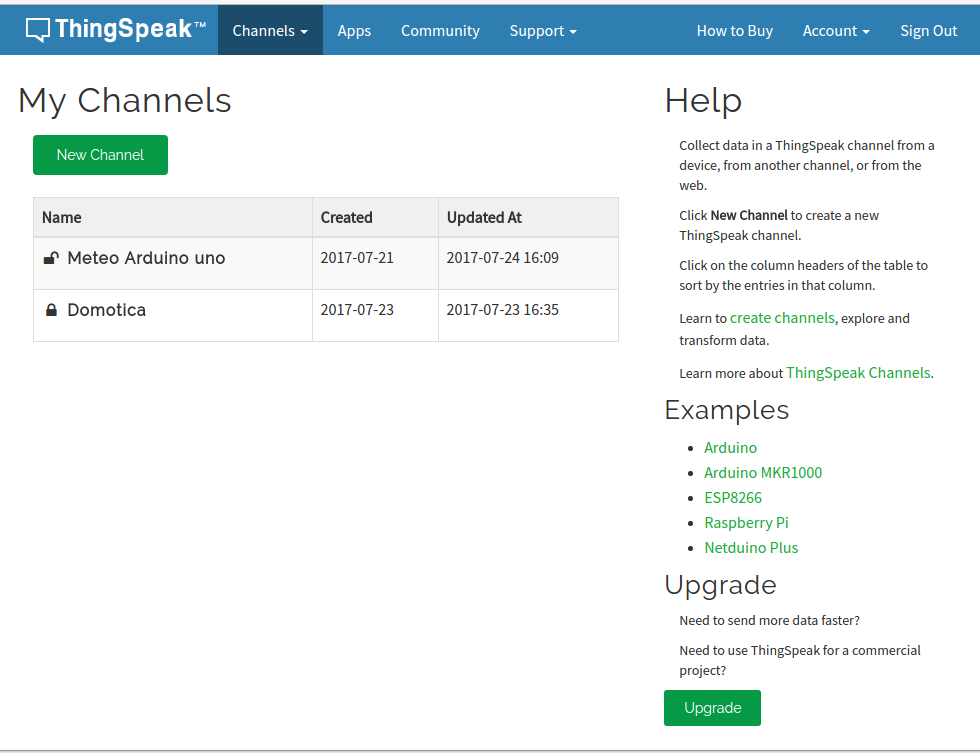 ThingSpeak™ Channels Apps Community Support How to Buy Account Sign Out
My Channels
New Channel
Name Created Updated At
Meteo Arduino uno 2017-07-21 2017-07-24 16:09
Domotica 2017-07-23 2017-07-23 16:35
Help
Collect data in a ThingSpeak channel from a
device, from another channel, or from the
web.
Click New Channel to create a new
ThingSpeak channel.
Click on the column headers of the table to
sort by the entries in that column.
Learn to create channels, explore and
transform data.
Learn more about ThingSpeak Channels.
Examples
Arduino
Arduino MKR1000
ESP8266
Raspberry Pi
Netduino Plus
Upgrade
Need to send more data faster?
Need to use ThingSpeak for a commercial
project?
Upgrade